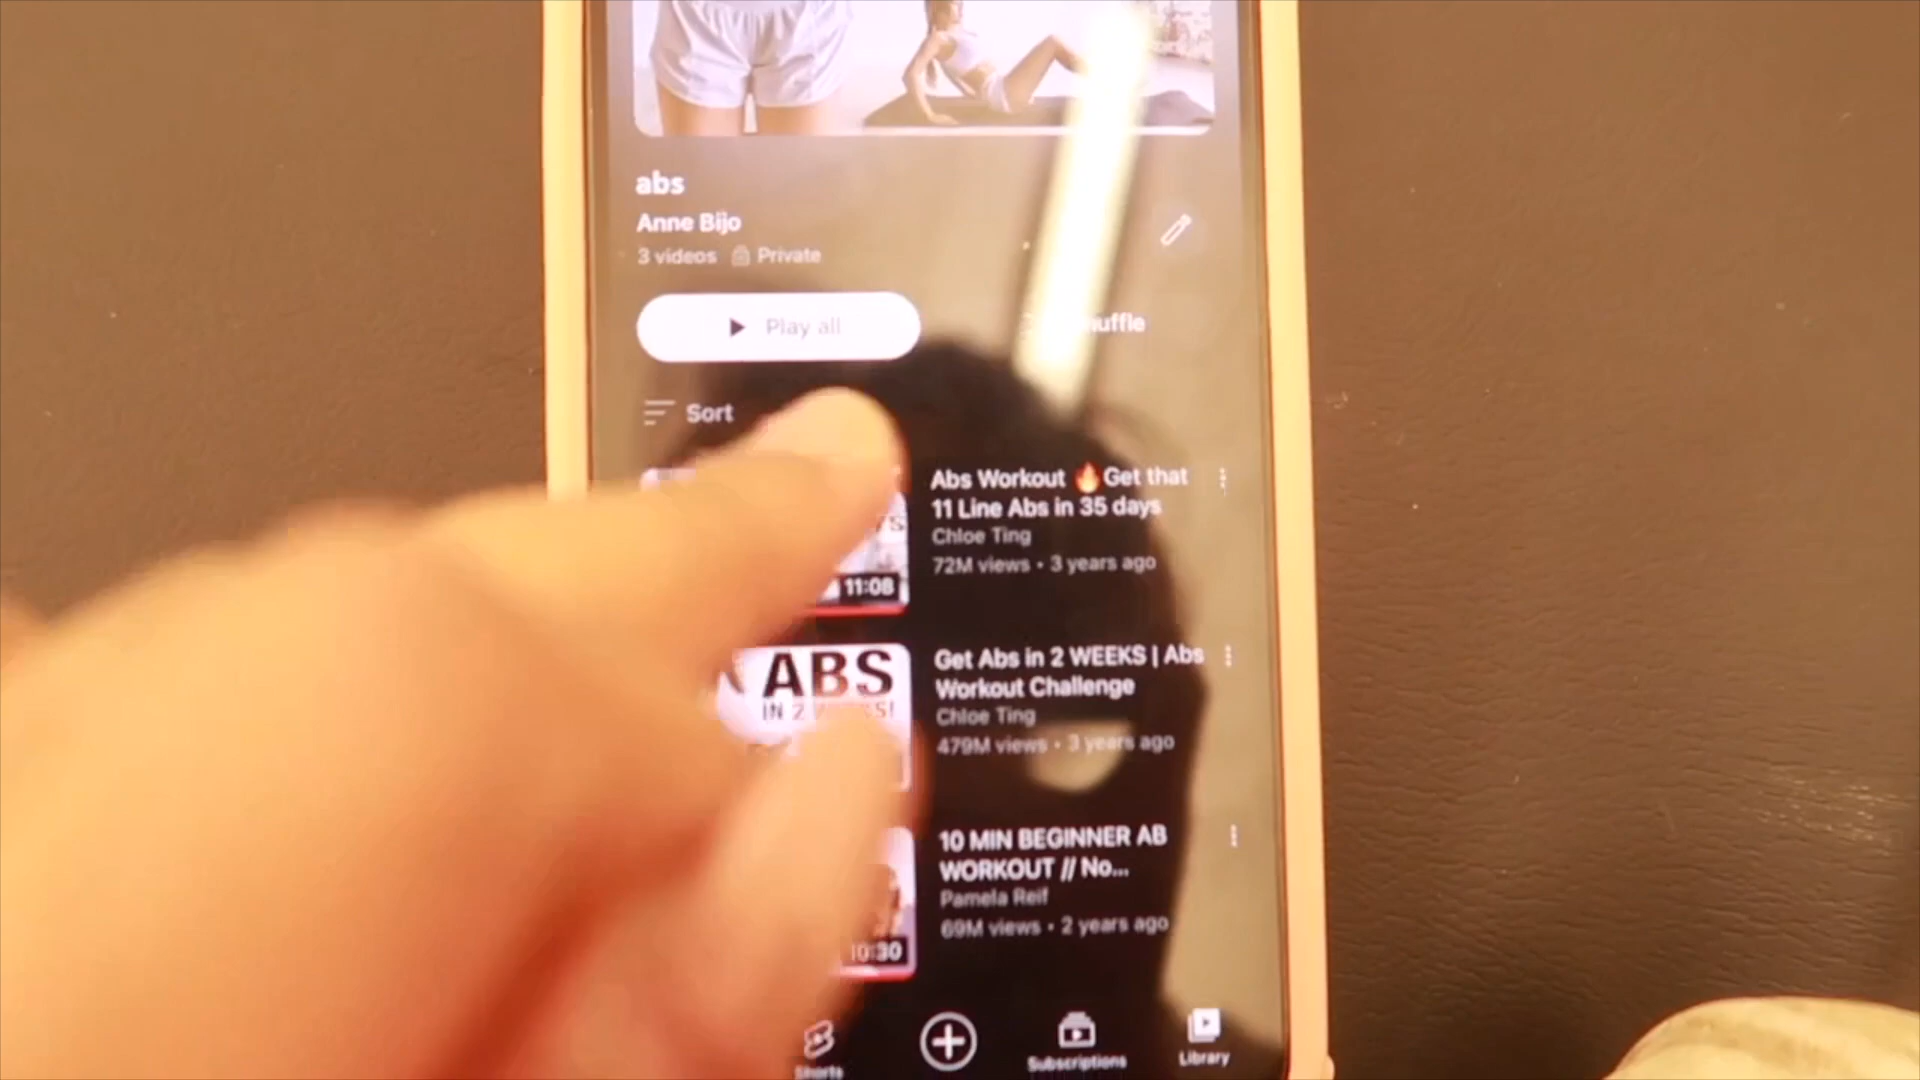 abs
Anne Bijo
3 videos Private
Play all
Sort
Abs Workout 🔥Get that
11 Line Abs in 35 days
Chloe Ting
72M views • 3 years ago
11:08
ABS
IN 2
Get Abs in 2 WEEKS | Abs
Workout Challenge
Chloe Ting
479M views • 3 years ago
10 MIN BEGINNER AB
WORKOUT // No...
Pamela Reif
69M views • 2 years ago
10:30
Shorts
Subscriptions
Library